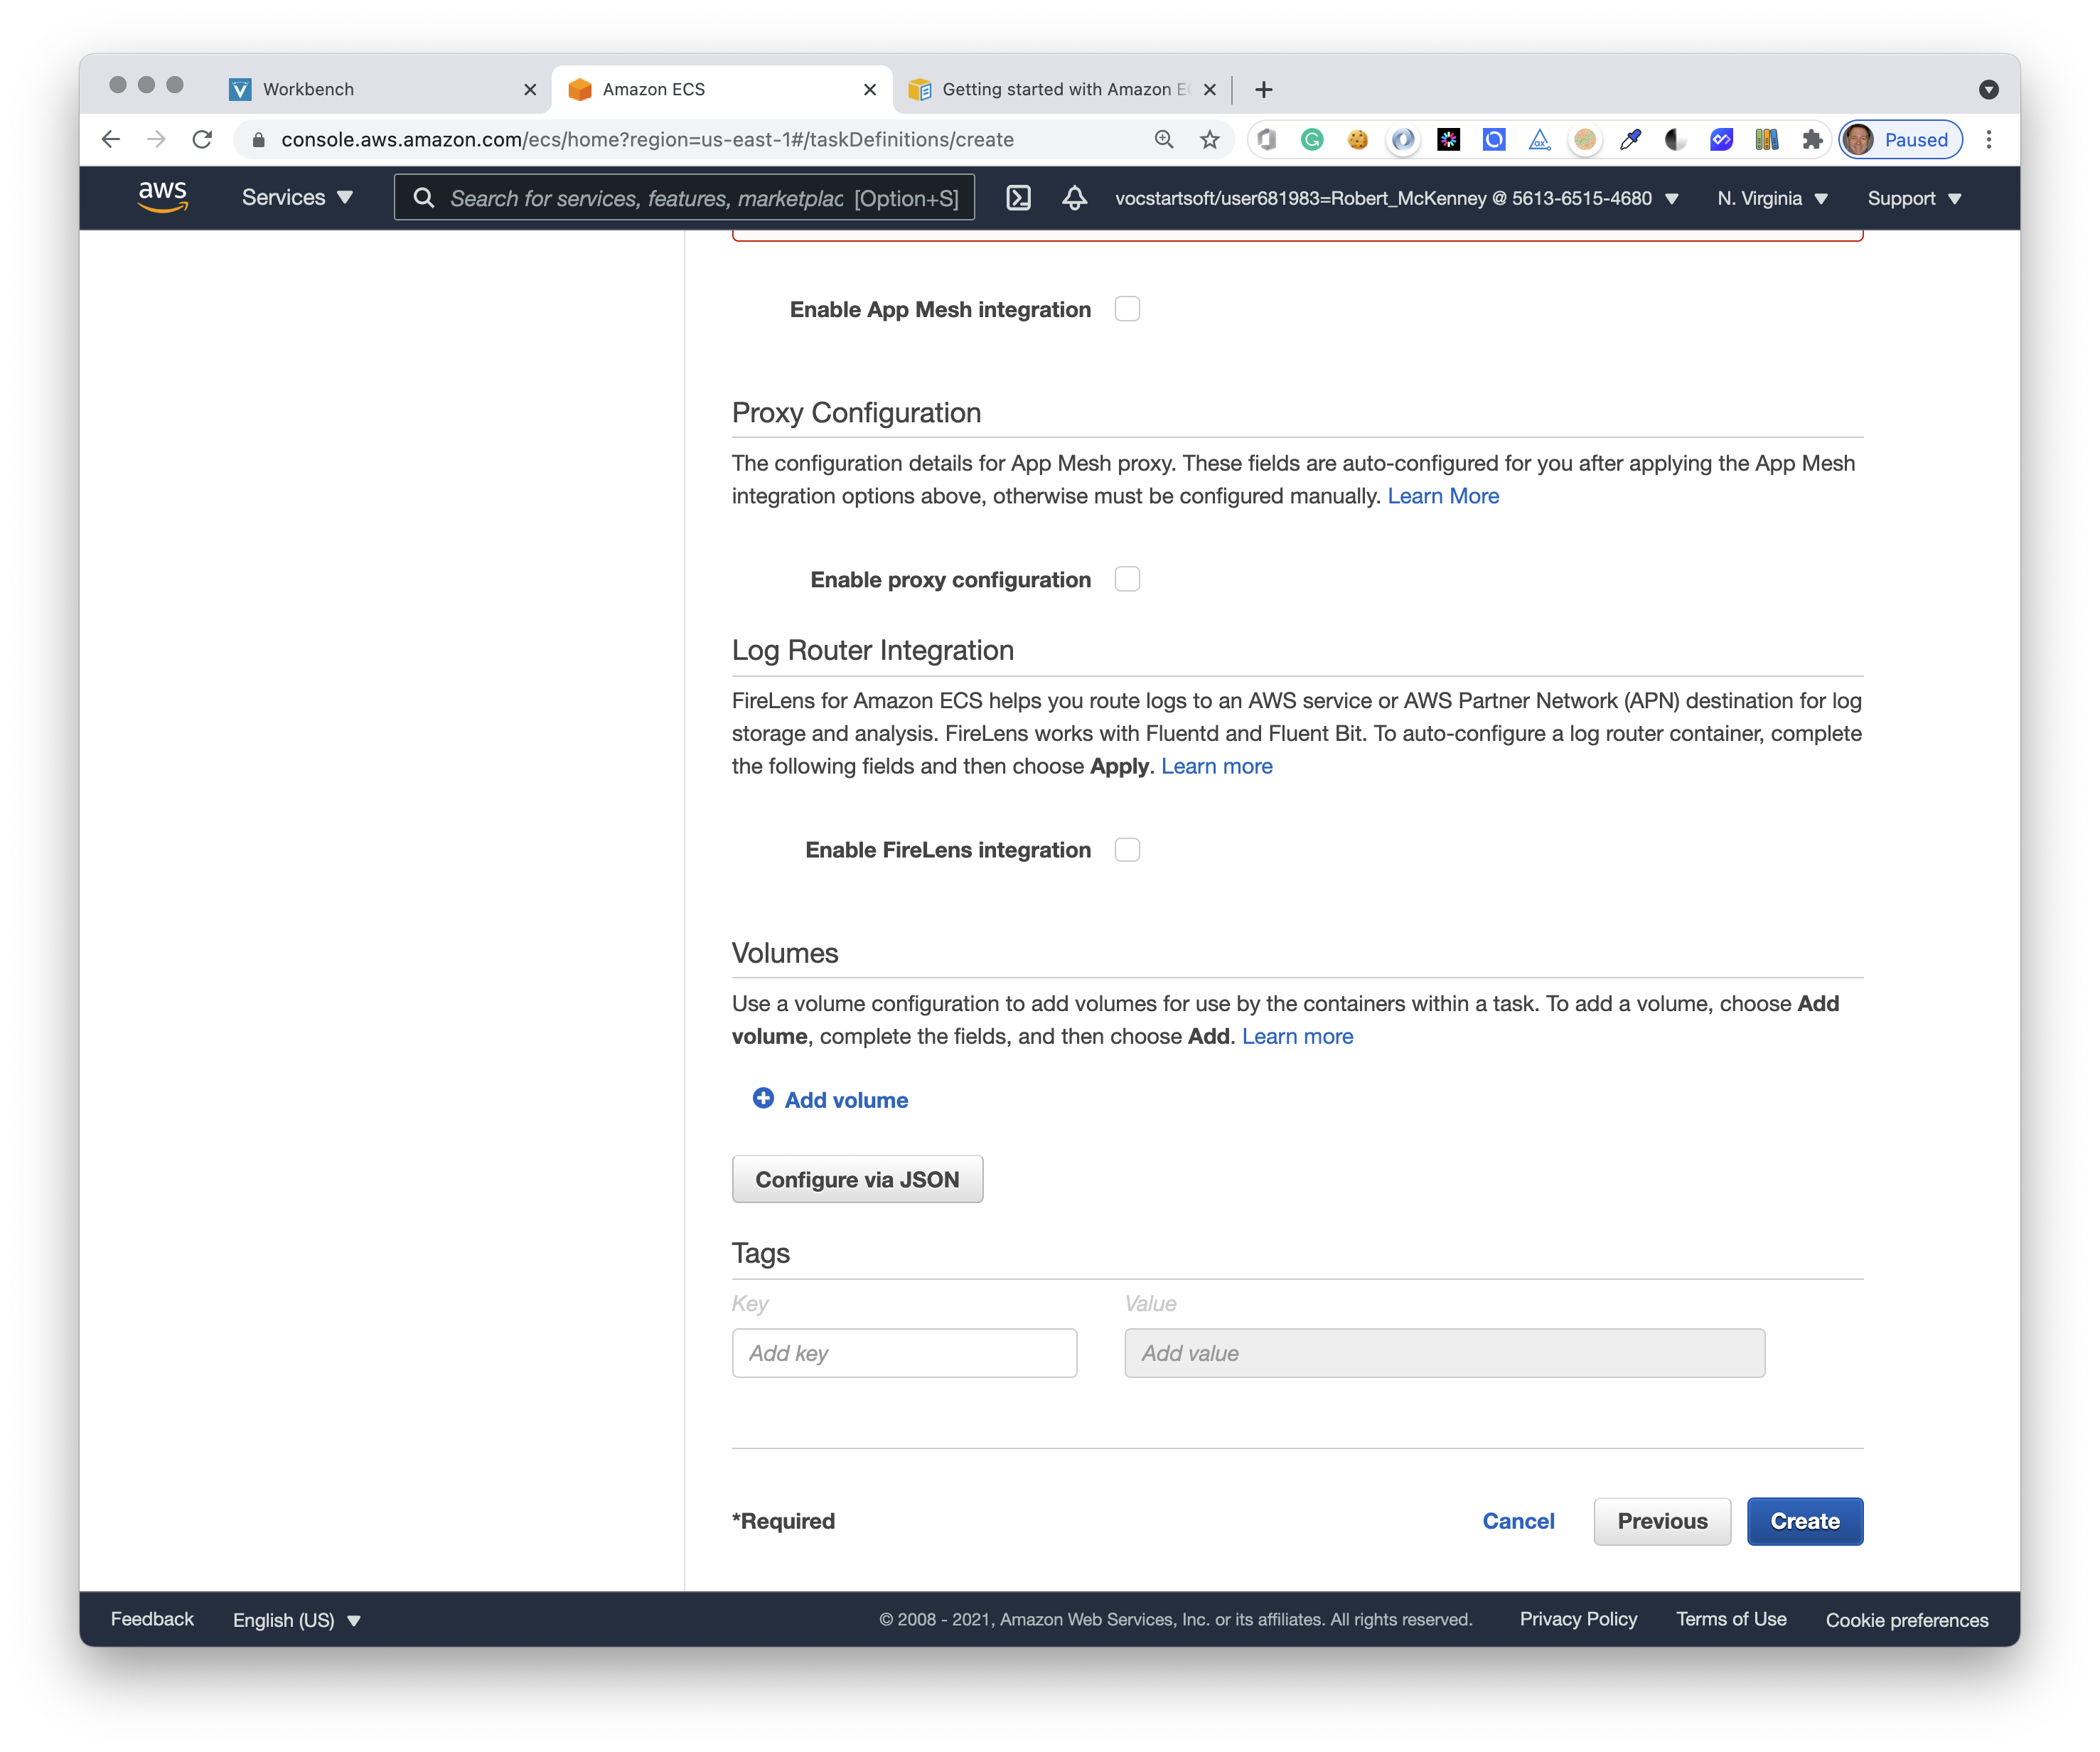 Workbench
Amazon ECS
Getting started with Amazon E
console.aws.amazon.com/ecs/home?region=us-east-1#/taskDefinitions/create
Paused
aws
Services
Search for services, features, marketplac [Option+S]
vocstartsoft/user681983=Robert_McKenney @ 5613-6515-4680
N. Virginia
Support
Enable App Mesh integration
Proxy Configuration
The configuration details for App Mesh proxy. These fields are auto-configured for you after applying the App Mesh
integration options above, otherwise must be configured manually. Learn More
Enable proxy configuration
Log Router Integration
FireLens for Amazon ECS helps you route logs to an AWS service or AWS Partner Network (APN) destination for log
storage and analysis. FireLens works with Fluentd and Fluent Bit. To auto-configure a log router container, complete
the following fields and then choose Apply. Learn more
Enable FireLens integration
Volumes
Use a volume configuration to add volumes for use by the containers within a task. To add a volume, choose Add
volume, complete the fields, and then choose Add. Learn more
Add volume
Configure via JSON
Tags
Key
Value
Add key
Add value
*Required
Cancel
Previous
Create
Feedback
English (US)
© 2008 - 2021, Amazon Web Services, Inc. or its affiliates. All rights reserved.
Privacy Policy
Terms of Use
Cookie preferences